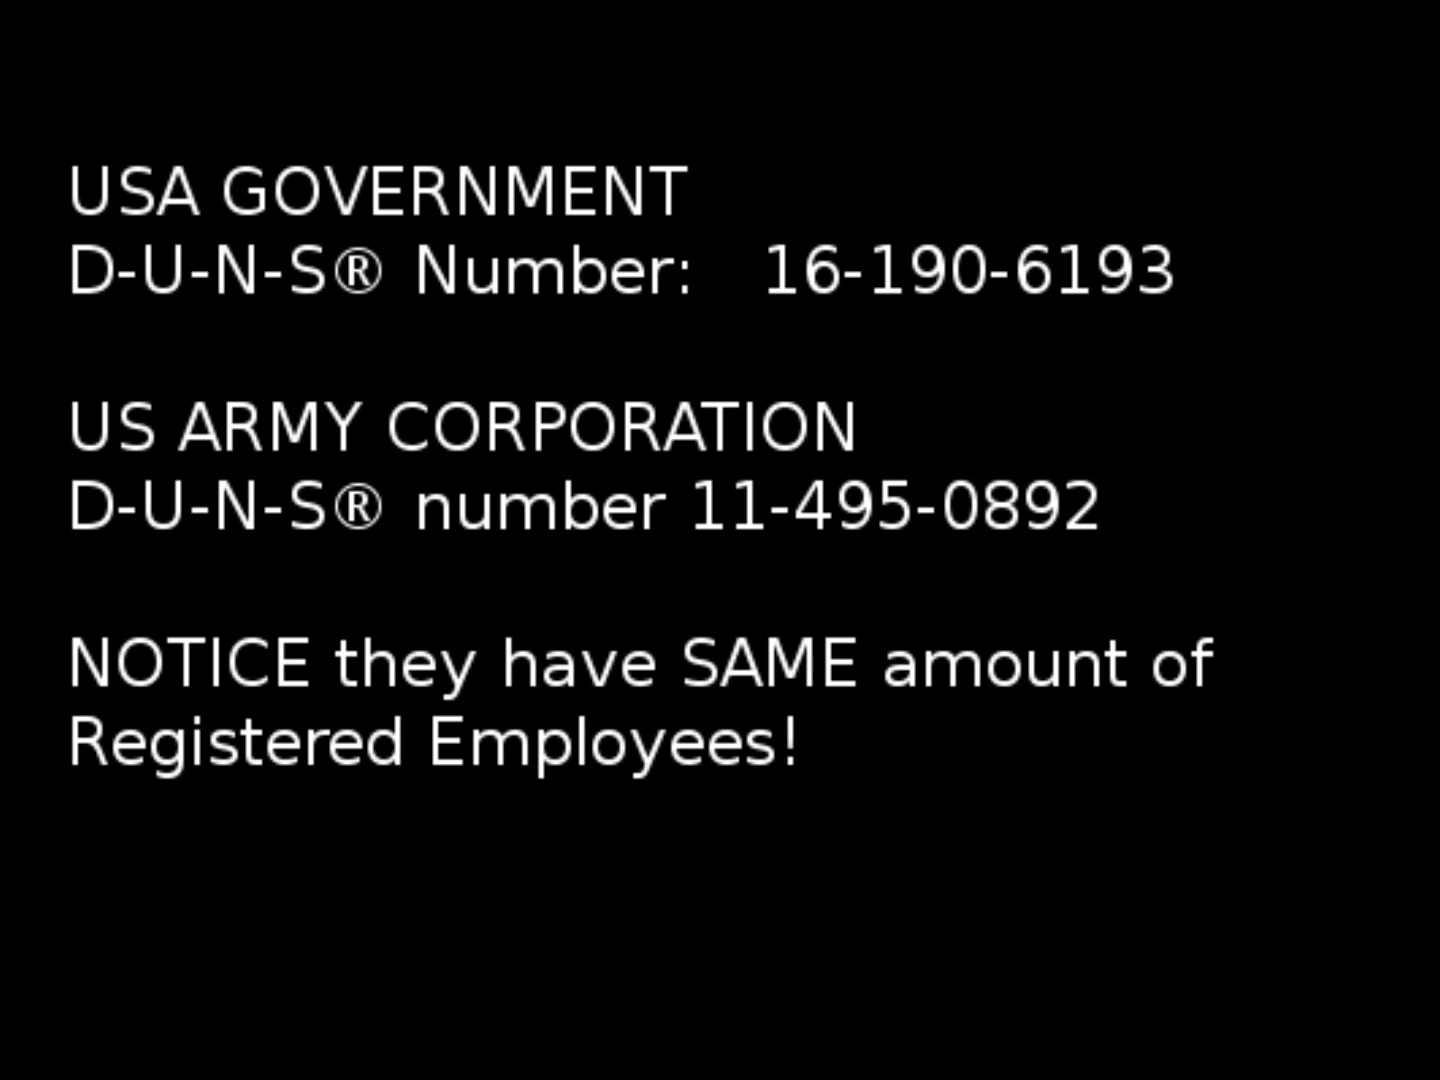 USA GOVERNMENT
D-U-N-S® Number:   16-190-6193
US ARMY CORPORATION
D-U-N-S® number 11-495-0892
NOTICE they have SAME amount of
Registered Employees!